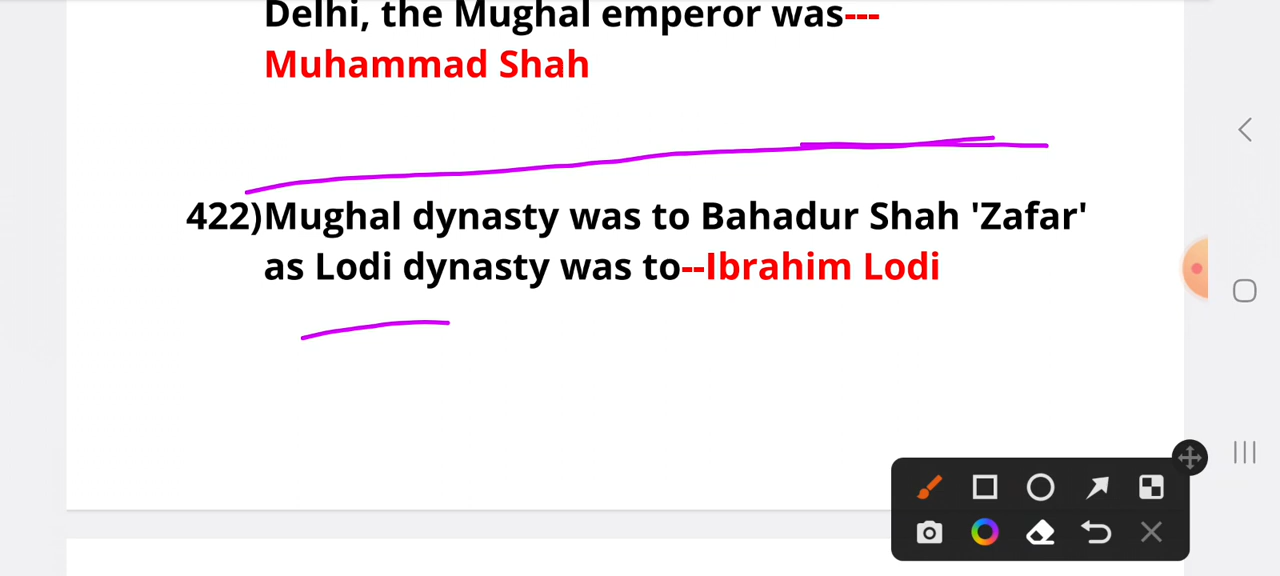 Delhi, the Mughal emperor was---
Muhammad Shah
422)Mughal dynasty was to Bahadur Shah 'Zafar'
as Lodi dynasty was to--Ibrahim Lodi